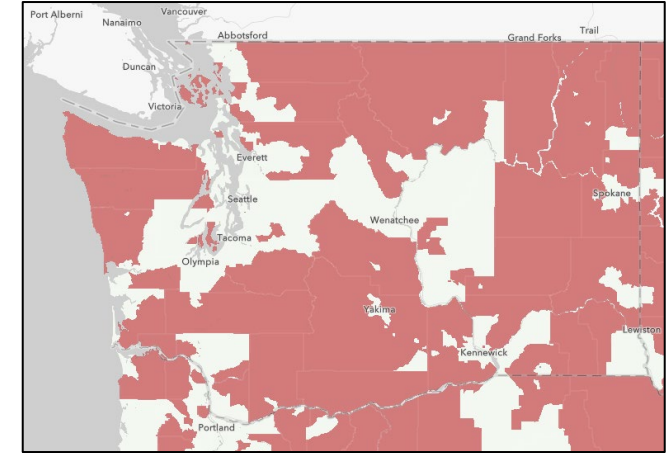 Vancouver
Port Alberni
Nanaimo
Abbotsford
Grand Forks
Trail
Duncan
Victoria
Everett
Seattle
Spokane
Wenatchee
Tacoma
Olympia
Yakima
Lewiston
Kennewick
Portland